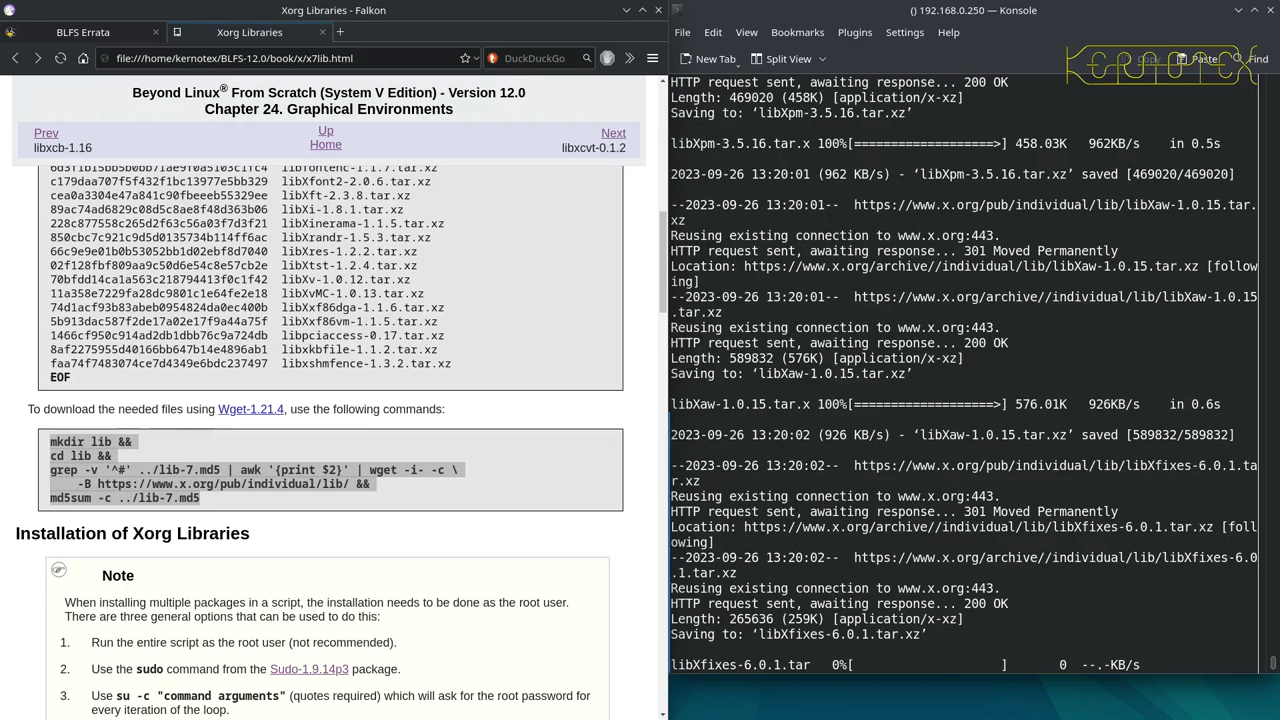 Xorg Libraries - Falkon
BLFS Errata
Xorg Libraries
file:///home/kernotex/BLFS-12.0/book/x/x7lib.html
DuckDuckGo
Beyond Linux® From Scratch (System V Edition) - Version 12.0
Chapter 24. Graphical Environments
Prev
Up
Next
libxcb-1.16
Home
libxcvt-0.1.2
c179daa707f5f432f1bc13977e5bb329 libXfont2-2.0.6.tar.xz
cea0a3304e47a841c90fbeeeb55329ee libXft-2.3.8.tar.xz
89ac74ad6829c08d5c8ae8f48d363b06 libXi-1.8.1.tar.xz
228c877558c265d2f63c56a03f7d3f21 libXinerama-1.1.5.tar.xz
850cbc7c921c9d5d0135734b114ff6ac libXrandr-1.5.3.tar.xz
66c9e9e01b0b53052bb1d02ebf8d7040 libXres-1.2.2.tar.xz
02f128fbf809aa9c50d6e54c8e57cb2e libXtst-1.2.4.tar.xz
70bfdd14ca1a563c218794413f0c1f42 libXv-1.0.12.tar.xz
11a358e7229fa28dc9801c1e64fe2e18 libXvMC-1.0.13.tar.xz
74d1acf93b83abeb0954824da0ec400b libXxf86dga-1.1.6.tar.xz
5b913dac587f2de17a02e17f9a44a75f libXxf86vm-1.1.5.tar.xz
1466cf950c914ad2db1dbb76c9a724db libpciaccess-0.17.tar.xz
8af2275955d40166bb647b14e4896ab1 libxkbfile-1.1.2.tar.xz
faa74f7483074ce7d4349e6bdc237497 libxshmfence-1.3.2.tar.xz
EOF
To download the needed files using Wget-1.21.4, use the following commands:
mkdir lib &&
cd lib &&
grep -v '^#' ../lib-7.md5 | awk '{print $2}' | wget -i- -c \
-B https://www.x.org/pub/individual/lib/ &&
md5sum -c ../lib-7.md5
Installation of Xorg Libraries
Note
When installing multiple packages in a script, the installation needs to be done as the root user.
There are three general options that can be used to do this:
1. Run the entire script as the root user (not recommended).
2. Use the sudo command from the Sudo-1.9.14p3 package.
3. Use su -c "command arguments" (quotes required) which will ask for the root password for
every iteration of the loop.
() 192.168.0.250 — Konsole
File Edit View Bookmarks Plugins Settings Help
New Tab Split View Copy Paste Find
KERNOTEX
HTTP request sent, awaiting response... 200 OK
Length: 469020 (458K) [application/x-xz]
Saving to: ‘libXpm-3.5.16.tar.xz’
libXpm-3.5.16.tar.x 100%[===================>] 458.03K 962KB/s in 0.5s
2023-09-26 13:20:01 (962 KB/s) - ‘libXpm-3.5.16.tar.xz’ saved [469020/469020]
--2023-09-26 13:20:01-- https://www.x.org/pub/individual/lib/libXaw-1.0.15.tar.
xz
Reusing existing connection to www.x.org:443.
HTTP request sent, awaiting response... 301 Moved Permanently
Location: https://www.x.org/archive//individual/lib/libXaw-1.0.15.tar.xz [follow
ing]
--2023-09-26 13:20:01-- https://www.x.org/archive//individual/lib/libXaw-1.0.15
.tar.xz
Reusing existing connection to www.x.org:443.
HTTP request sent, awaiting response... 200 OK
Length: 589832 (576K) [application/x-xz]
Saving to: ‘libXaw-1.0.15.tar.xz’
libXaw-1.0.15.tar.x 100%[===================>] 576.01K 926KB/s in 0.6s
2023-09-26 13:20:02 (926 KB/s) - ‘libXaw-1.0.15.tar.xz’ saved [589832/589832]
--2023-09-26 13:20:02-- https://www.x.org/pub/individual/lib/libXfixes-6.0.1.ta
r.xz
Reusing existing connection to www.x.org:443.
HTTP request sent, awaiting response... 301 Moved Permanently
Location: https://www.x.org/archive//individual/lib/libXfixes-6.0.1.tar.xz [foll
owing]
--2023-09-26 13:20:02-- https://www.x.org/archive//individual/lib/libXfixes-6.0
.1.tar.xz
Reusing existing connection to www.x.org:443.
HTTP request sent, awaiting response... 200 OK
Length: 265636 (259K) [application/x-xz]
Saving to: ‘libXfixes-6.0.1.tar.xz’
libXfixes-6.0.1.tar 0%[ ] 0 --.-KB/s